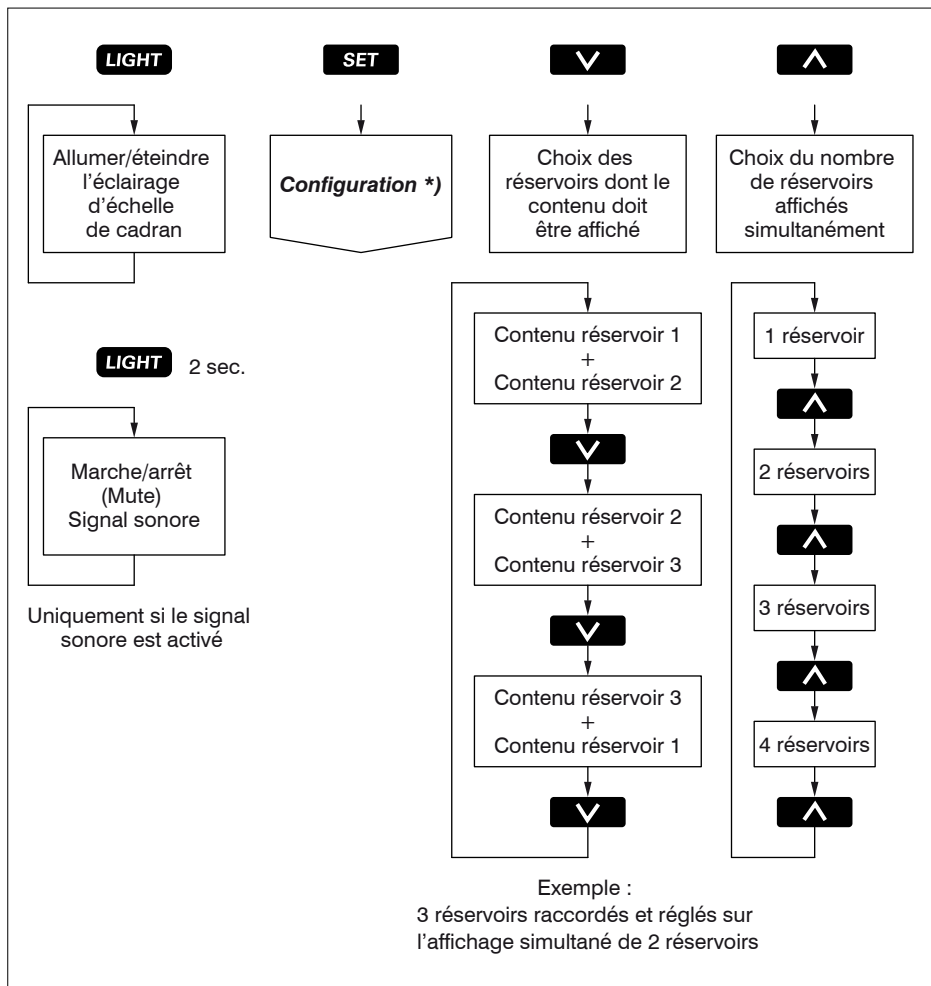 LIGHT
Allumer/éteindre
l’éclairage
d’échelle
de cadran
LIGHT 2 sec.
Marche/arrêt
(Mute)
Signal sonore
Uniquement si le signal
sonore est activé
SET
Configuration *)
Choix des
réservoirs dont le
contenu doit
être affiché
Contenu réservoir 1
+
Contenu réservoir 2
Contenu réservoir 2
+
Contenu réservoir 3
Contenu réservoir 3
+
Contenu réservoir 1
Exemple :
3 réservoirs raccordés et réglés sur
l’affichage simultané de 2 réservoirs
Choix du nombre
de réservoirs
affichés
simultanément
1 réservoir
2 réservoirs
3 réservoirs
4 réservoirs